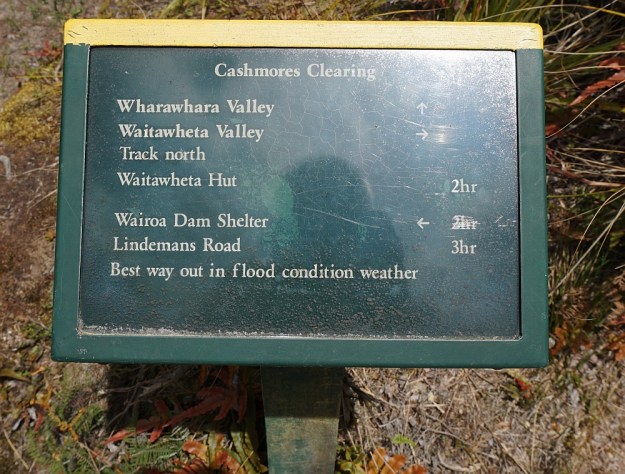 Cashmores Clearing
Wharawhara Valley ↑
Waitawheta Valley →
Track north
Waitawheta Hut 2hr
Wairoa Dam Shelter ←
Lindemans Road 3hr
Best way out in flood condition weather